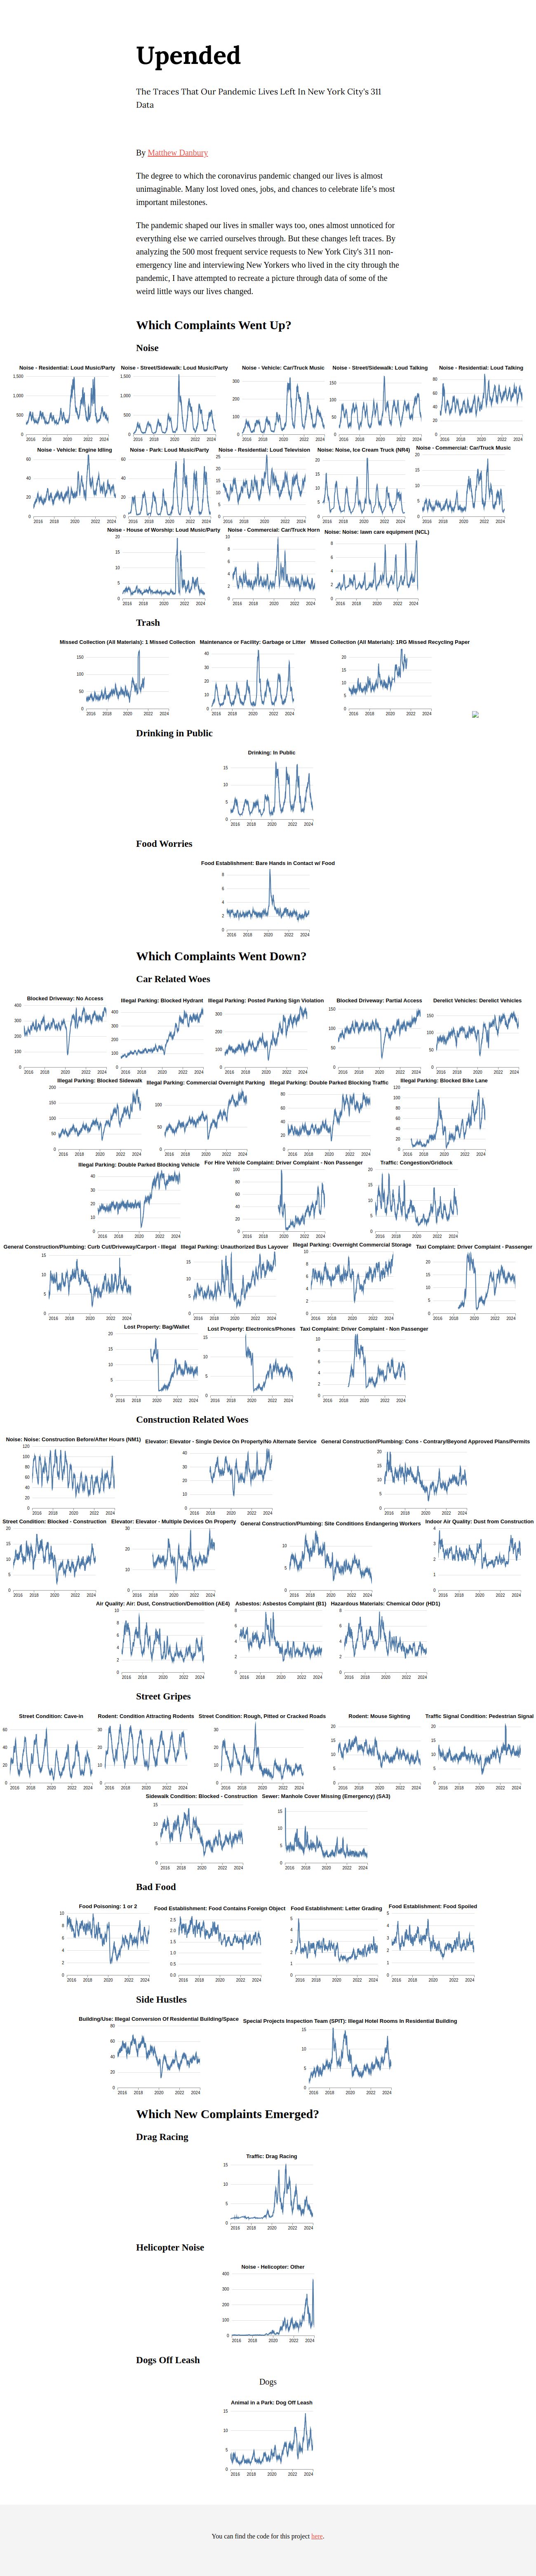 Upended
The Traces That Our Pandemic Lives Left In New York City's 311
Data
By Matthew Danbury
The degree to which the coronavirus pandemic changed our lives is almost
unimaginable. Many lost loved ones, jobs, and chances to celebrate life’s most
important milestones.
The pandemic shaped our lives in smaller ways too, ones almost unnoticed for
everything else we carried ourselves through. But these changes left traces. By
analyzing the 500 most frequent service requests to New York City's 311 non-
emergency line and interviewing New Yorkers who lived in the city through the
pandemic, I have attempted to recreate a picture through data of some of the
weird little ways our lives changed.
Which Complaints Went Up?
Noise
Noise - Residential: Loud Music/Party
Noise - Street/Sidewalk: Loud Music/Party
Noise - Vehicle: Car/Truck Music
Noise - Street/Sidewalk: Loud Talking
Noise - Residential: Loud Talking
Noise - Vehicle: Engine Idling
Noise - Park: Loud Music/Party
Noise - Residential: Loud Television
Noise: Noise, Ice Cream Truck (NR4)
Noise - Commercial: Car/Truck Music
Noise - House of Worship: Loud Music/Party
Noise - Commercial: Car/Truck Horn
Noise: Noise: lawn care equipment (NCL)
Trash
Missed Collection (All Materials): 1 Missed Collection
Maintenance or Facility: Garbage or Litter
Missed Collection (All Materials): 1RG Missed Recycling Paper
Drinking in Public
Drinking: In Public
Food Worries
Food Establishment: Bare Hands in Contact w/ Food
Which Complaints Went Down?
Car Related Woes
Blocked Driveway: No Access
Illegal Parking: Blocked Hydrant
Illegal Parking: Posted Parking Sign Violation
Blocked Driveway: Partial Access
Derelict Vehicles: Derelict Vehicles
Illegal Parking: Blocked Sidewalk
Illegal Parking: Commercial Overnight Parking
Illegal Parking: Double Parked Blocking Traffic
Illegal Parking: Blocked Bike Lane
Illegal Parking: Double Parked Blocking Vehicle
For Hire Vehicle Complaint: Driver Complaint - Non Passenger
Traffic: Congestion/Gridlock
General Construction/Plumbing: Curb Cut/Driveway/Carport - Illegal
Illegal Parking: Unauthorized Bus Layover
Illegal Parking: Overnight Commercial Storage
Taxi Complaint: Driver Complaint - Passenger
Lost Property: Bag/Wallet
Lost Property: Electronics/Phones
Taxi Complaint: Driver Complaint - Non Passenger
Construction Related Woes
Noise: Noise: Construction Before/After Hours (NM1)
Elevator: Elevator - Single Device On Property/No Alternate Service
General Construction/Plumbing: Cons - Contrary/Beyond Approved Plans/Permits
Street Condition: Blocked - Construction
Elevator: Elevator - Multiple Devices On Property
General Construction/Plumbing: Site Conditions Endangering Workers
Indoor Air Quality: Dust from Construction
Air Quality: Air: Dust, Construction/Demolition (AE4)
Asbestos: Asbestos Complaint (B1)
Hazardous Materials: Chemical Odor (HD1)
Street Gripes
Street Condition: Cave-in
Rodent: Condition Attracting Rodents
Street Condition: Rough, Pitted or Cracked Roads
Rodent: Mouse Sighting
Traffic Signal Condition: Pedestrian Signal
Sidewalk Condition: Blocked - Construction
Sewer: Manhole Cover Missing (Emergency) (SA3)
Bad Food
Food Poisoning: 1 or 2
Food Establishment: Food Contains Foreign Object
Food Establishment: Letter Grading
Food Establishment: Food Spoiled
Side Hustles
Building/Use: Illegal Conversion Of Residential Building/Space
Special Projects Inspection Team (SPIT): Illegal Hotel Rooms In Residential Building
Which New Complaints Emerged?
Drag Racing
Traffic: Drag Racing
Helicopter Noise
Noise - Helicopter: Other
Dogs Off Leash
Dogs
Animal in a Park: Dog Off Leash
You can find the code for this project here.